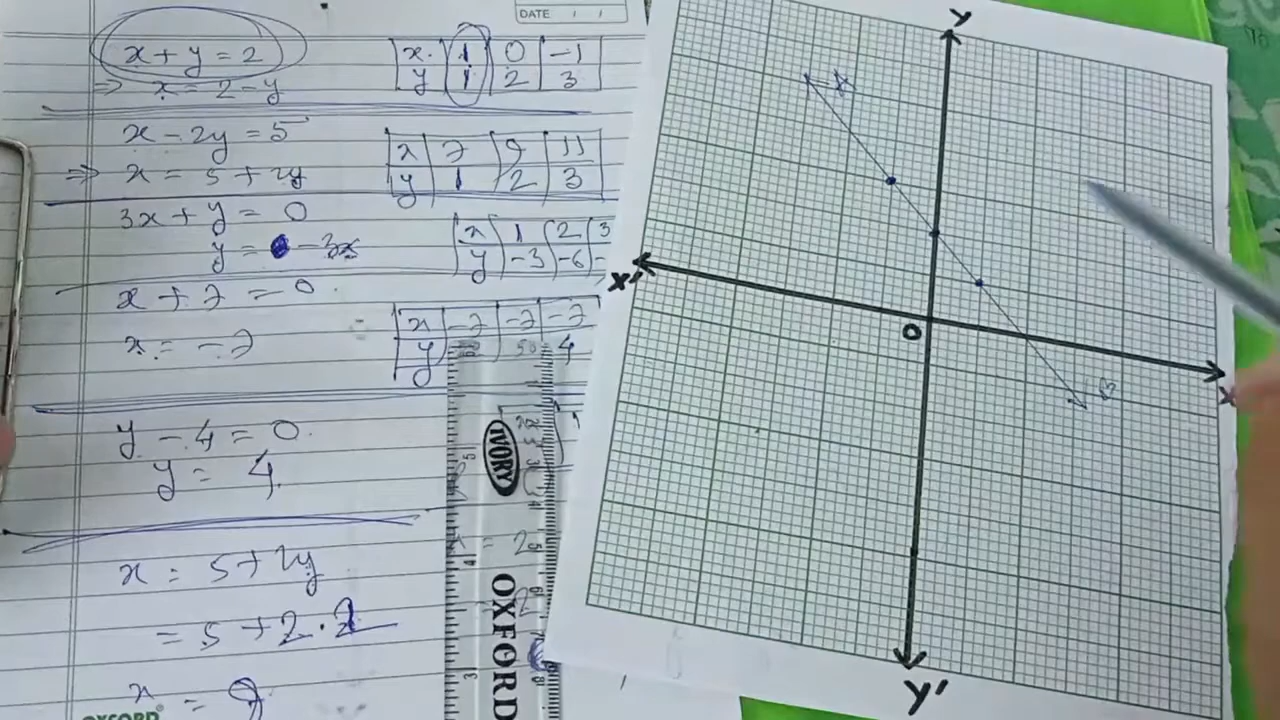 DATE / /
x + y = 2
⇒ x = 2 - y
x 1 0 -1
y 1 2 3
x - 2y = 5
⇒ x = 5 + 2y
x 7 9 11
y 1 2 3
3x + y = 0
y = -3x
x 1 2 3
y -3 -6 -
x + 7 = 0
x = -7
x -7 -7 -7
y 4
y - 4 = 0
y = 4
x = 5 + 2y
= 5 + 2 · 2
x = 9
OXFORD
IVORY
OXFORD
Y
A
X'
O
B
X
Y'